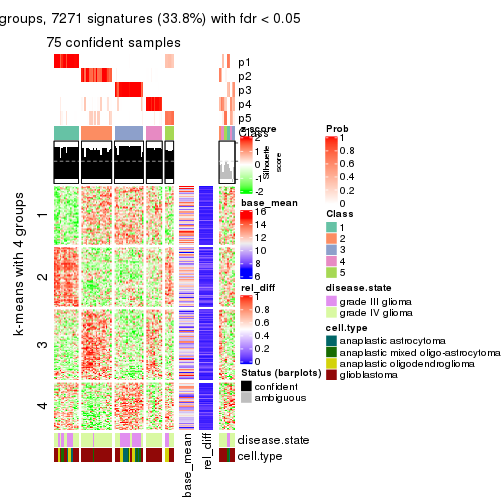 groups, 7271 signatures (33.8%) with fdr < 0.05
75 confident samples
p1
p2
p3
p4
p5
Class
Silhouette
score
1
2
3
4
k-means with 4 groups
disease.state
cell.type
base_mean
rel_diff
z-score
2
1
0
-1
-2
base_mean
16
14
12
10
8
6
rel_diff
1
0.8
0.6
0.4
0.2
0
Status (barplots)
confident
ambiguous
Prob
1
0.8
0.6
0.4
0.2
0
Class
1
2
3
4
5
disease.state
grade III glioma
grade IV glioma
cell.type
anaplastic astrocytoma
anaplastic mixed oligo-astrocytoma
anaplastic oligodendroglioma
glioblastoma